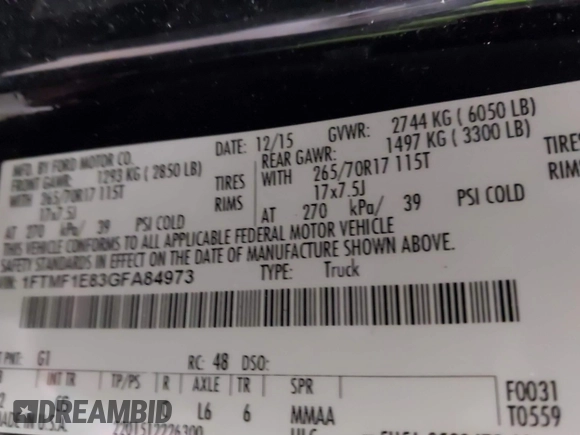 MFD. BY FORD MOTOR CO.
DATE: 12/15 GVWR: 2744 KG ( 6050 LB)
FRONT GAWR: 1293 KG ( 2850 LB) REAR GAWR: 1497 KG ( 3300 LB)
WITH 265/70R17 115T TIRES WITH 265/70R17 115T TIRES
17x7.5J RIMS 17x7.5J RIMS
AT 270 kPa/ 39 PSI COLD AT 270 kPa/ 39 PSI COLD
THIS VEHICLE CONFORMS TO ALL APPLICABLE FEDERAL MOTOR VEHICLE
SAFETY STANDARDS IN EFFECT ON THE DATE OF MANUFACTURE SHOWN ABOVE.
VIN: 1FTMF1E83GFA84973 TYPE: Truck
PNT: G1 RC: 48 DSO:
INT TR TP/PS R AXLE TR SPR F0031
L6 6 MMAA T0559
MADE IN U.S.A.
DREAMBID